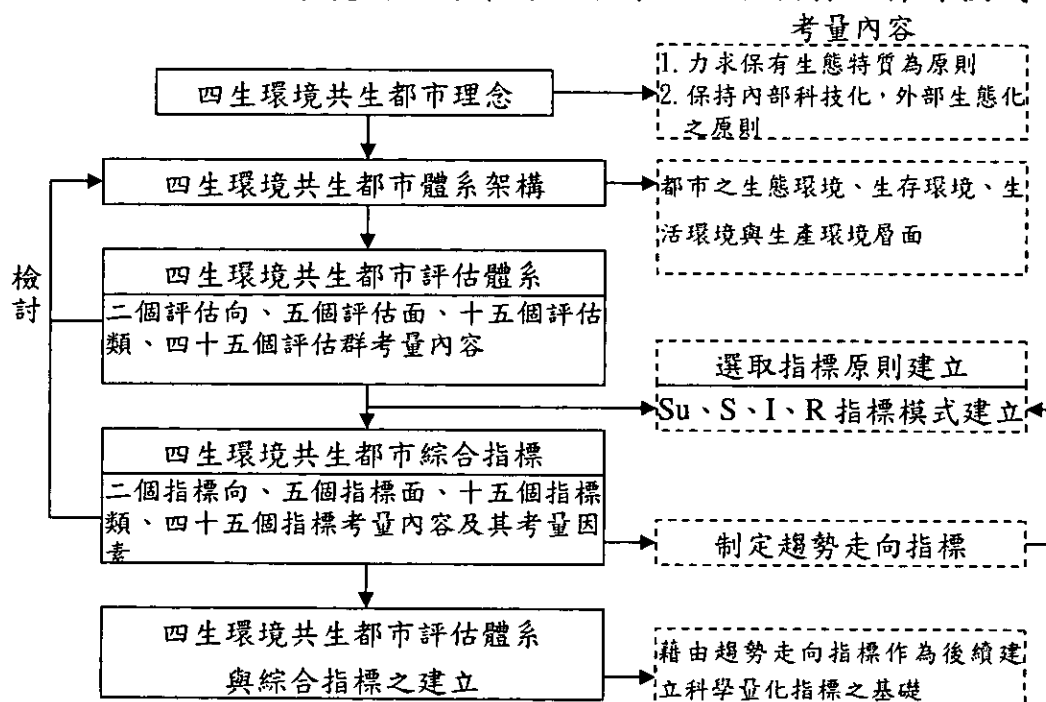 考量內容
四生環境共生都市理念
1. 力求保有生態特質為原則
2. 保持內部科技化，外部生態化
之原則
四生環境共生都市體系架構
都市之生態環境、生存環境、生
活環境與生產環境層面
檢
討
四生環境共生都市評估體系
二個評估向、五個評估面、十五個評估
類、四十五個評估群考量內容
選取指標原則建立
Su、S、I、R 指標模式建立
四生環境共生都市綜合指標
二個指標向、五個指標面、十五個指標
類、四十五個指標考量內容及其考量因
素
制定趨勢走向指標
四生環境共生都市評估體系
與綜合指標之建立
藉由趨勢走向指標作為後續建
立科學量化指標之基礎